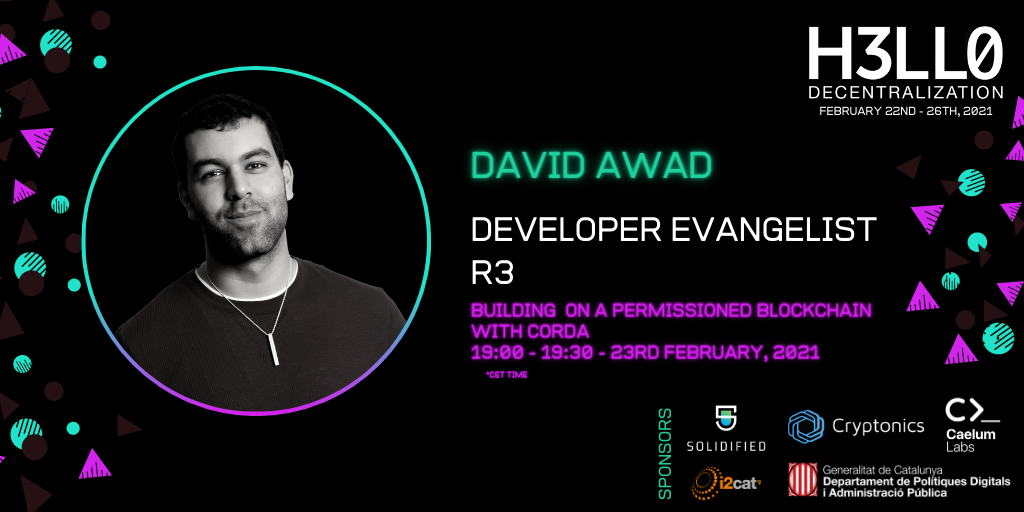 H3LL0
DECENTRALIZATION
FEBRUARY 22ND - 26TH, 2021
DAVID AWAD
DEVELOPER EVANGELIST
R3
BUILDING ON A PERMISSIONED BLOCKCHAIN
WITH CORDA
19:00 - 19:30 - 23RD FEBRUARY, 2021
*CET TIME
SPONSORS
SOLIDIFIED
Cryptonics
Caelum
Labs
i2cat
Generalitat de Catalunya
Departament de Polítiques Digitals
i Administració Pública